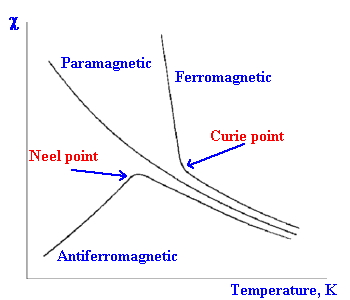 χ
Paramagnetic
Ferromagnetic
Curie point
Neel point
Antiferromagnetic
Temperature, K